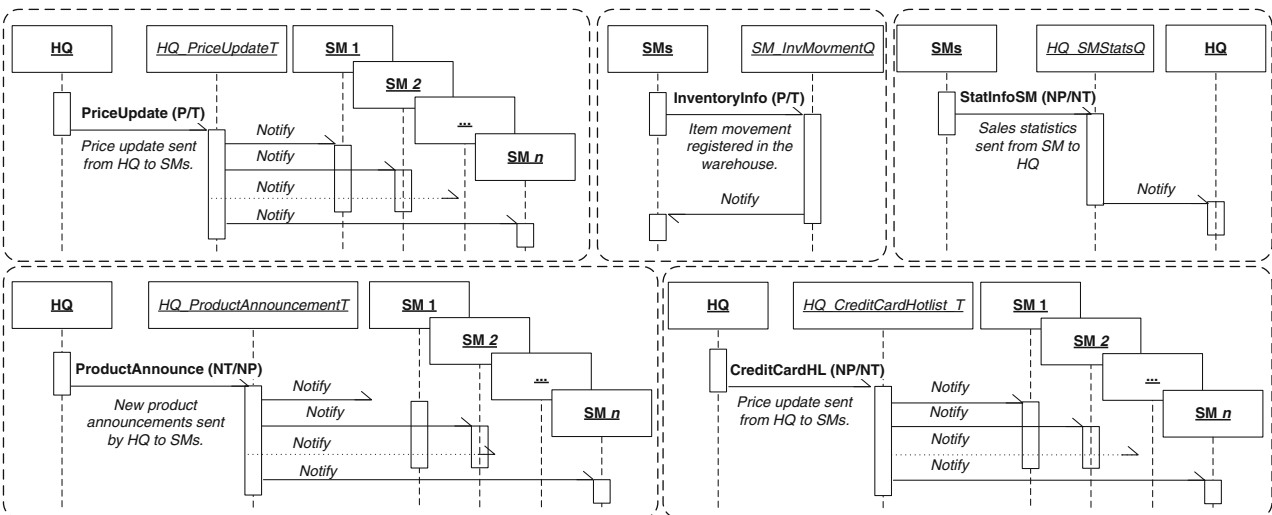 HQ
HQ_PriceUpdateT
SM 1
SM 2
...
SM n
PriceUpdate (P/T)
Price update sent
from HQ to SMs.
Notify
Notify
Notify
Notify
SMs
SM_InvMovmentQ
InventoryInfo (P/T)
Item movement
registered in the
warehouse.
Notify
SMs
HQ_SMStatsQ
HQ
StatInfoSM (NP/NT)
Sales statistics
sent from SM to
HQ
Notify
HQ
HQ_ProductAnnouncementT
SM 1
SM 2
...
SM n
ProductAnnounce (NT/NP)
New product
announcements sent
by HQ to SMs.
Notify
Notify
Notify
Notify
HQ
HQ_CreditCardHotlist_T
SM 1
SM 2
...
SM n
CreditCardHL (NP/NT)
Price update sent
from HQ to SMs.
Notify
Notify
Notify
Notify